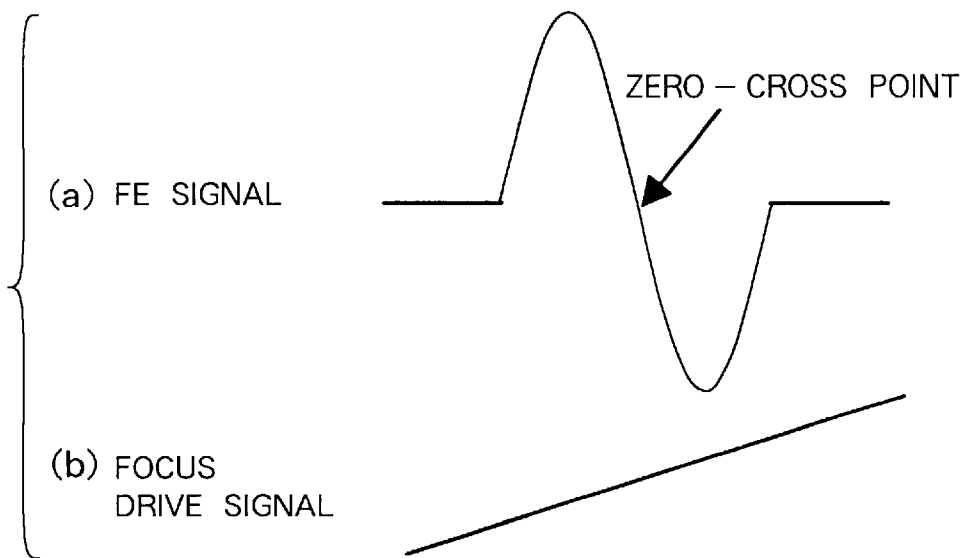 ZERO – CROSS POINT
(a) FE SIGNAL
(b) FOCUS
DRIVE SIGNAL